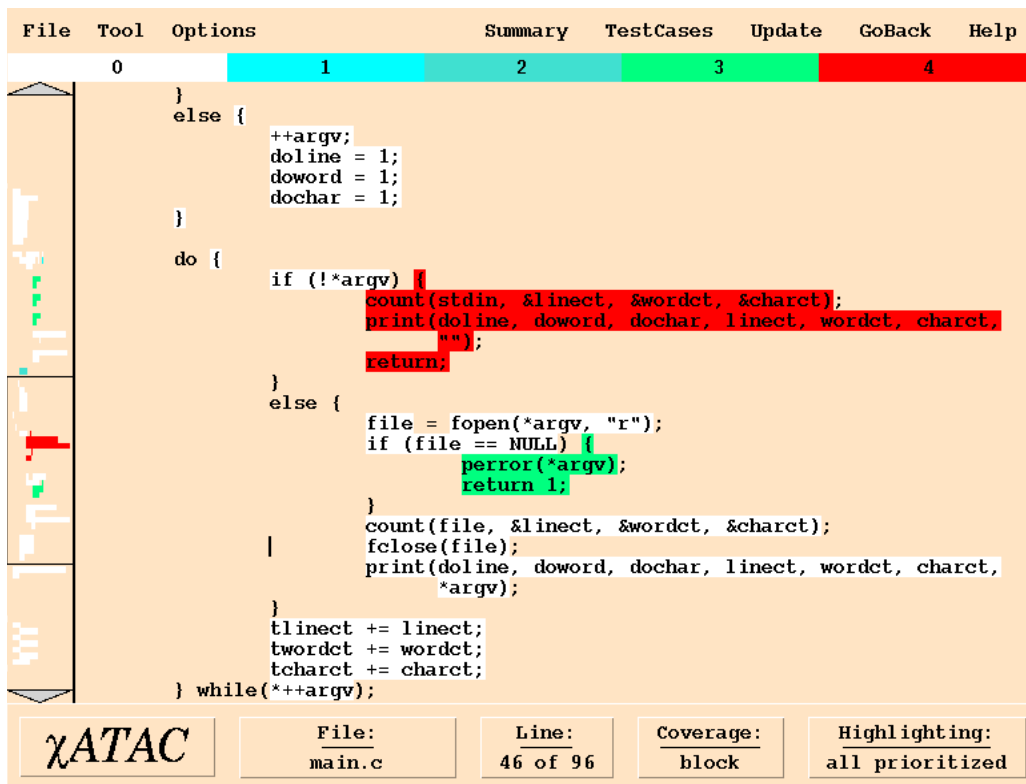 File Tool Options Summary TestCases Update GoBack Help
0 1 2 3 4
}
else {
++argv;
doline = 1;
doword = 1;
dochar = 1;
}
do {
if (!*argv) {
count(stdin, &linect, &wordct, &charct);
print(doline, doword, dochar, linect, wordct, charct,
"");
return;
}
else {
file = fopen(*argv, "r");
if (file == NULL) {
perror(*argv);
return 1;
}
count(file, &linect, &wordct, &charct);
fclose(file);
print(doline, doword, dochar, linect, wordct, charct,
*argv);
}
tlinect += linect;
twordct += wordct;
tcharct += charct;
} while(*++argv);
χATAC File: Line: Coverage: Highlighting:
main.c 46 of 96 block all prioritized